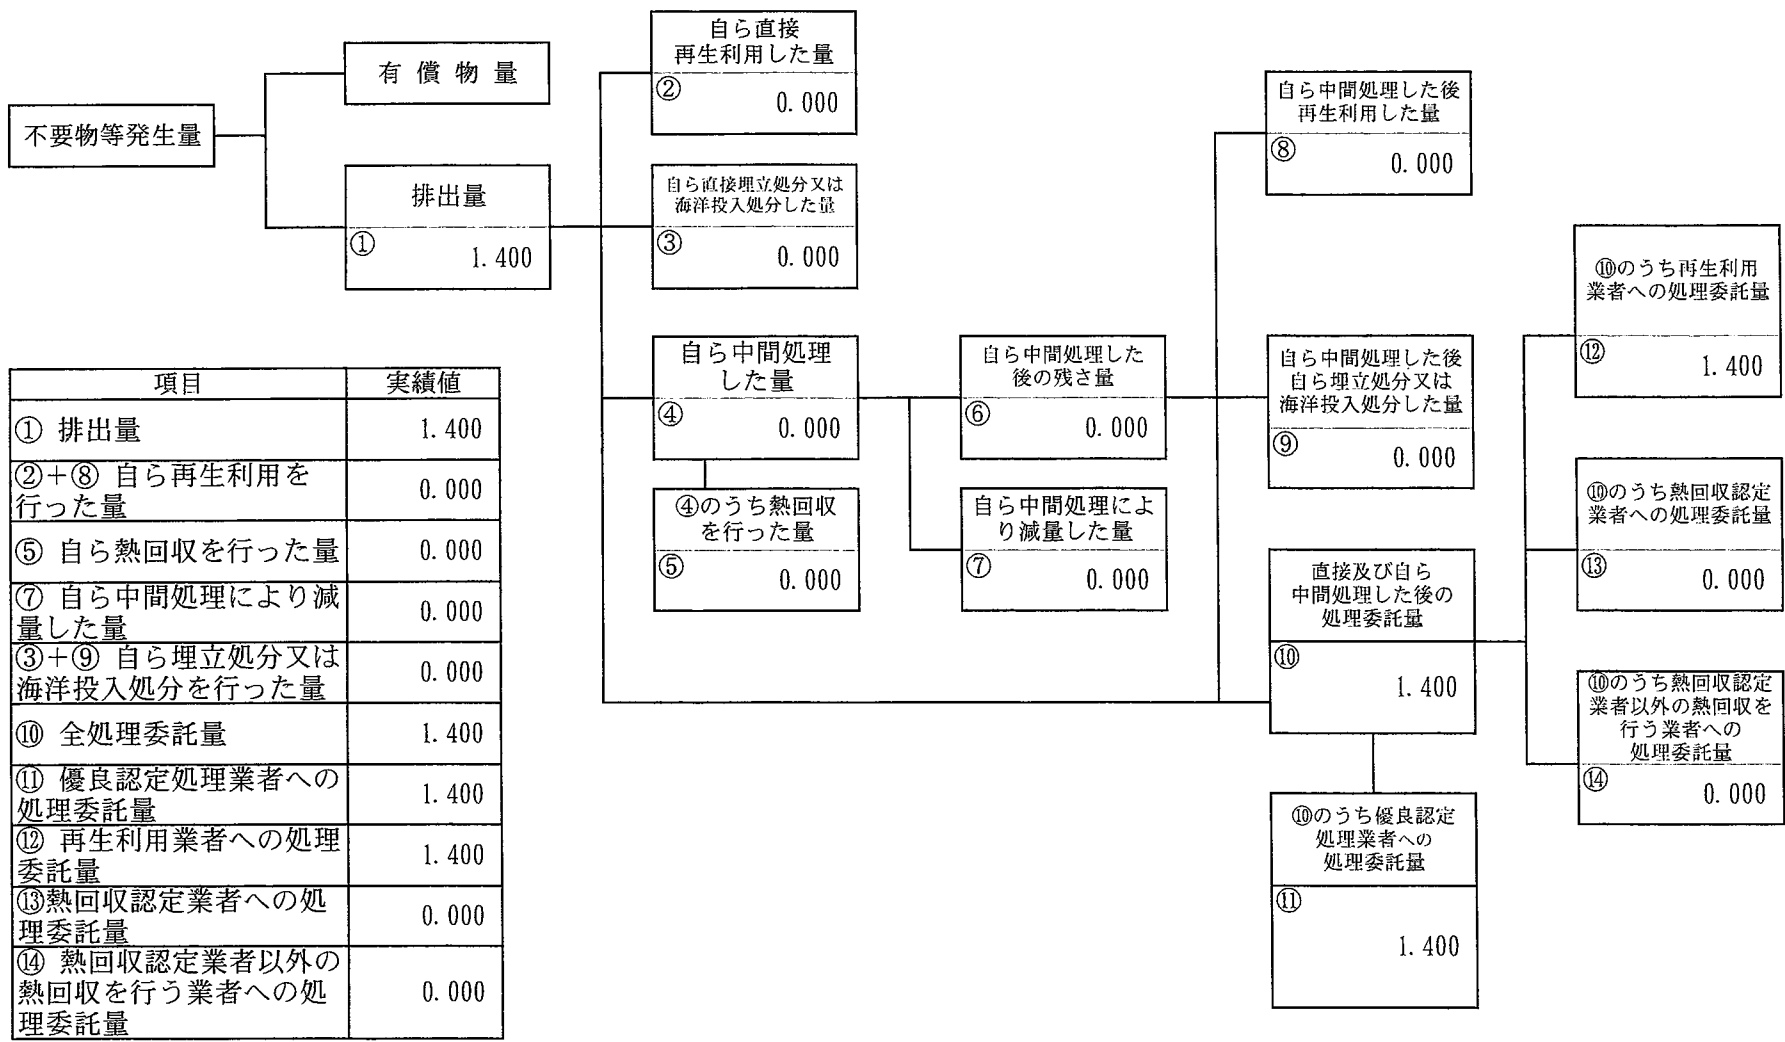 不要物等発生量
有償物量
排出量
①
1.400
自ら直接
再生利用した量
②
0.000
自ら直接埋立処分又は
海洋投入処分した量
③
0.000
自ら中間処理
した量
④
0.000
④のうち熱回収
を行った量
⑤
0.000
自ら中間処理した
後の残さ量
⑥
0.000
自ら中間処理によ
り減量した量
⑦
0.000
自ら中間処理した後
再生利用した量
⑧
0.000
自ら中間処理した後
自ら埋立処分又は
海洋投入処分した量
⑨
0.000
直接及び自ら
中間処理した後の
処理委託量
⑩
1.400
⑩のうち優良認定
処理業者への
処理委託量
⑪
1.400
⑩のうち再生利用
業者への処理委託量
⑫
1.400
⑩のうち熱回収認定
業者への処理委託量
⑬
0.000
⑩のうち熱回収認定
業者以外の熱回収を
行う業者への
処理委託量
⑭
0.000
項目 実績値
① 排出量 1.400
②+⑧ 自ら再生利用を
行った量 0.000
⑤ 自ら熱回収を行った量 0.000
⑦ 自ら中間処理により減
量した量 0.000
③+⑨ 自ら埋立処分又は
海洋投入処分を行った量 0.000
⑩ 全処理委託量 1.400
⑪ 優良認定処理業者への
処理委託量 1.400
⑫ 再生利用業者への処理
委託量 1.400
⑬熱回収認定業者への処
理委託量 0.000
⑭ 熱回収認定業者以外の
熱回収を行う業者への処
理委託量 0.000